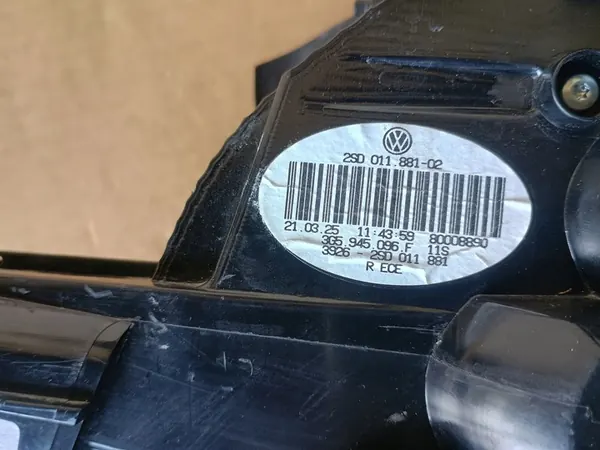 2SD 011.881-02
21.03.25 11:43:59 80008890
3G5.945.096.F 11S
3926 - 2SD 011 881
R ECE